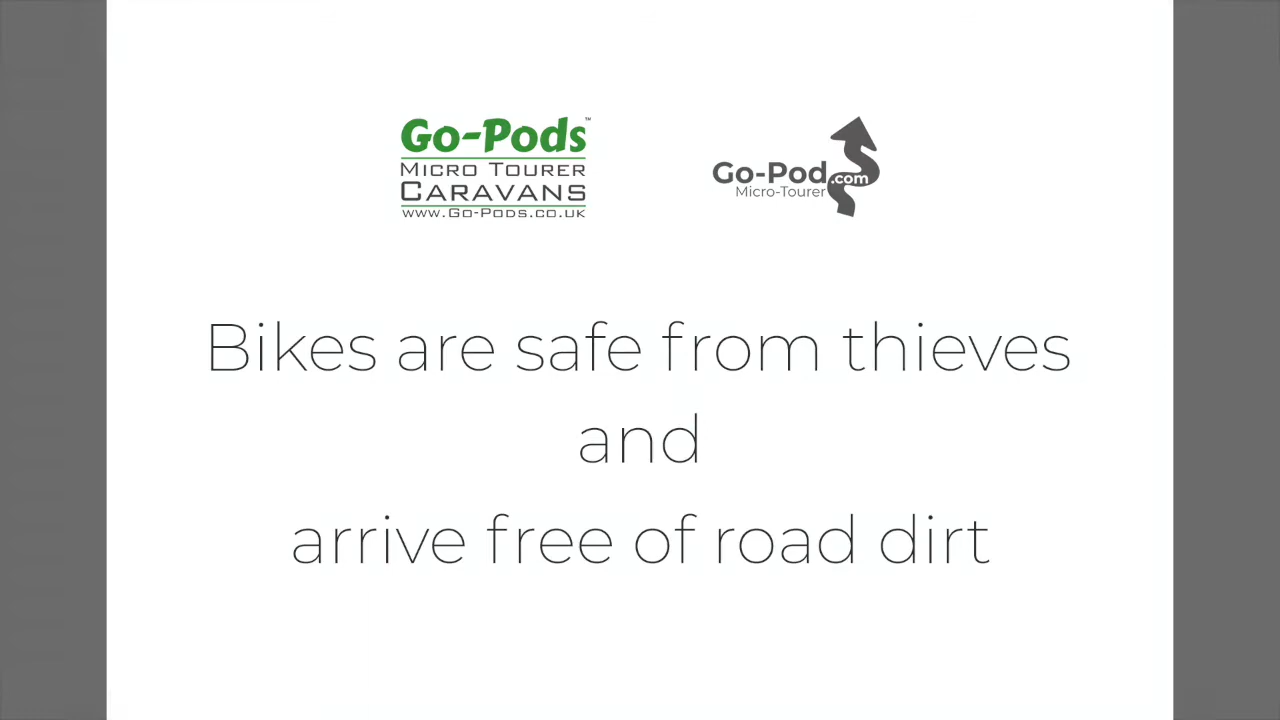 Go-Pods™
MICRO TOURER
CARAVANS
WWW.GO-PODS.CO.UK
Go-Pod.com
Micro-Tourer
Bikes are safe from thieves
and
arrive free of road dirt